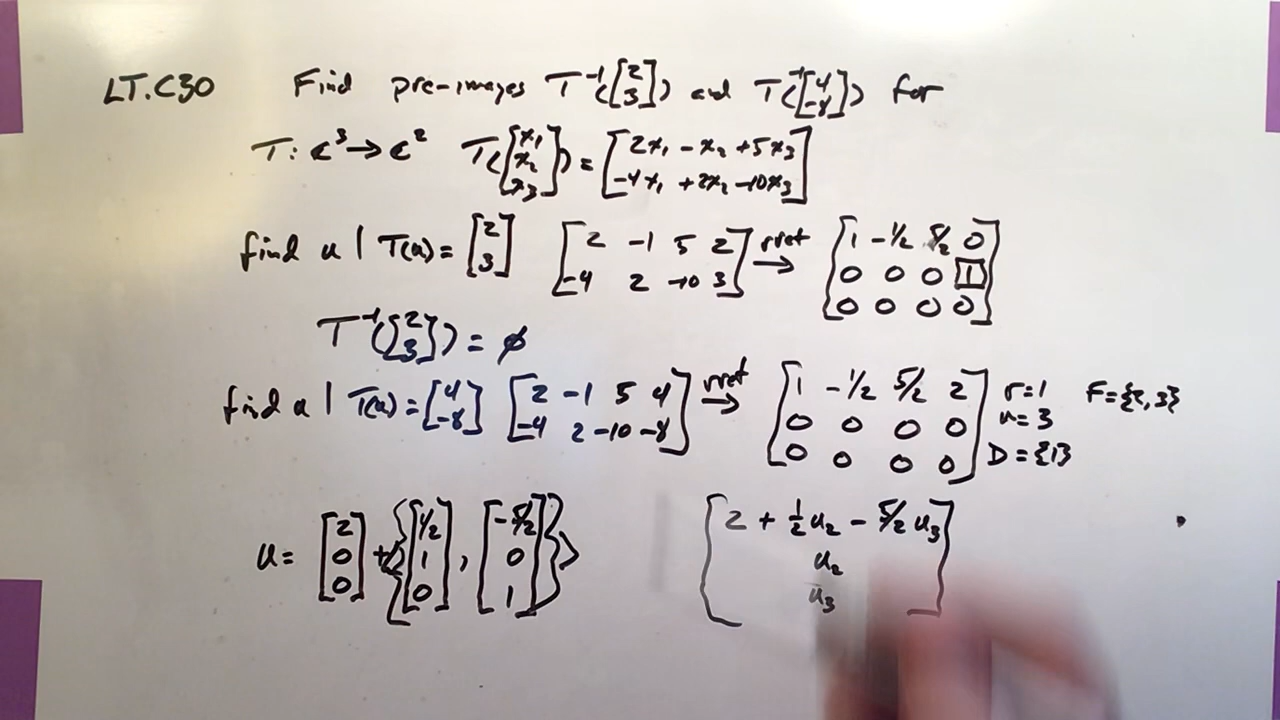 LT.C30 Find pre-images T⁻¹([2; 3]) and T⁻¹([4; -8]) for
T: ℂ³ → ℂ² T([x₁; x₂; x₃]) = [2x₁ - x₂ + 5x₃; -4x₁ + 2x₂ - 10x₃]
find u | T(u) = [2; 3] [2 -1 5 2; -4 2 -10 3] rref → [1 -1/2 5/2 0; 0 0 0 1; 0 0 0 0]
T⁻¹([2; 3]) = ∅
find u | T(u) = [4; -8] [2 -1 5 4; -4 2 -10 -8] rref → [1 -1/2 5/2 2; 0 0 0 0; 0 0 0 0] r=1 n=3 D={1} F={2,3}
u = [2; 0; 0] + ⟨{[1/2; 1; 0], [-5/2; 0; 1]}⟩ [2 + 1/2 u₂ - 5/2 u₃; u₂; u₃]